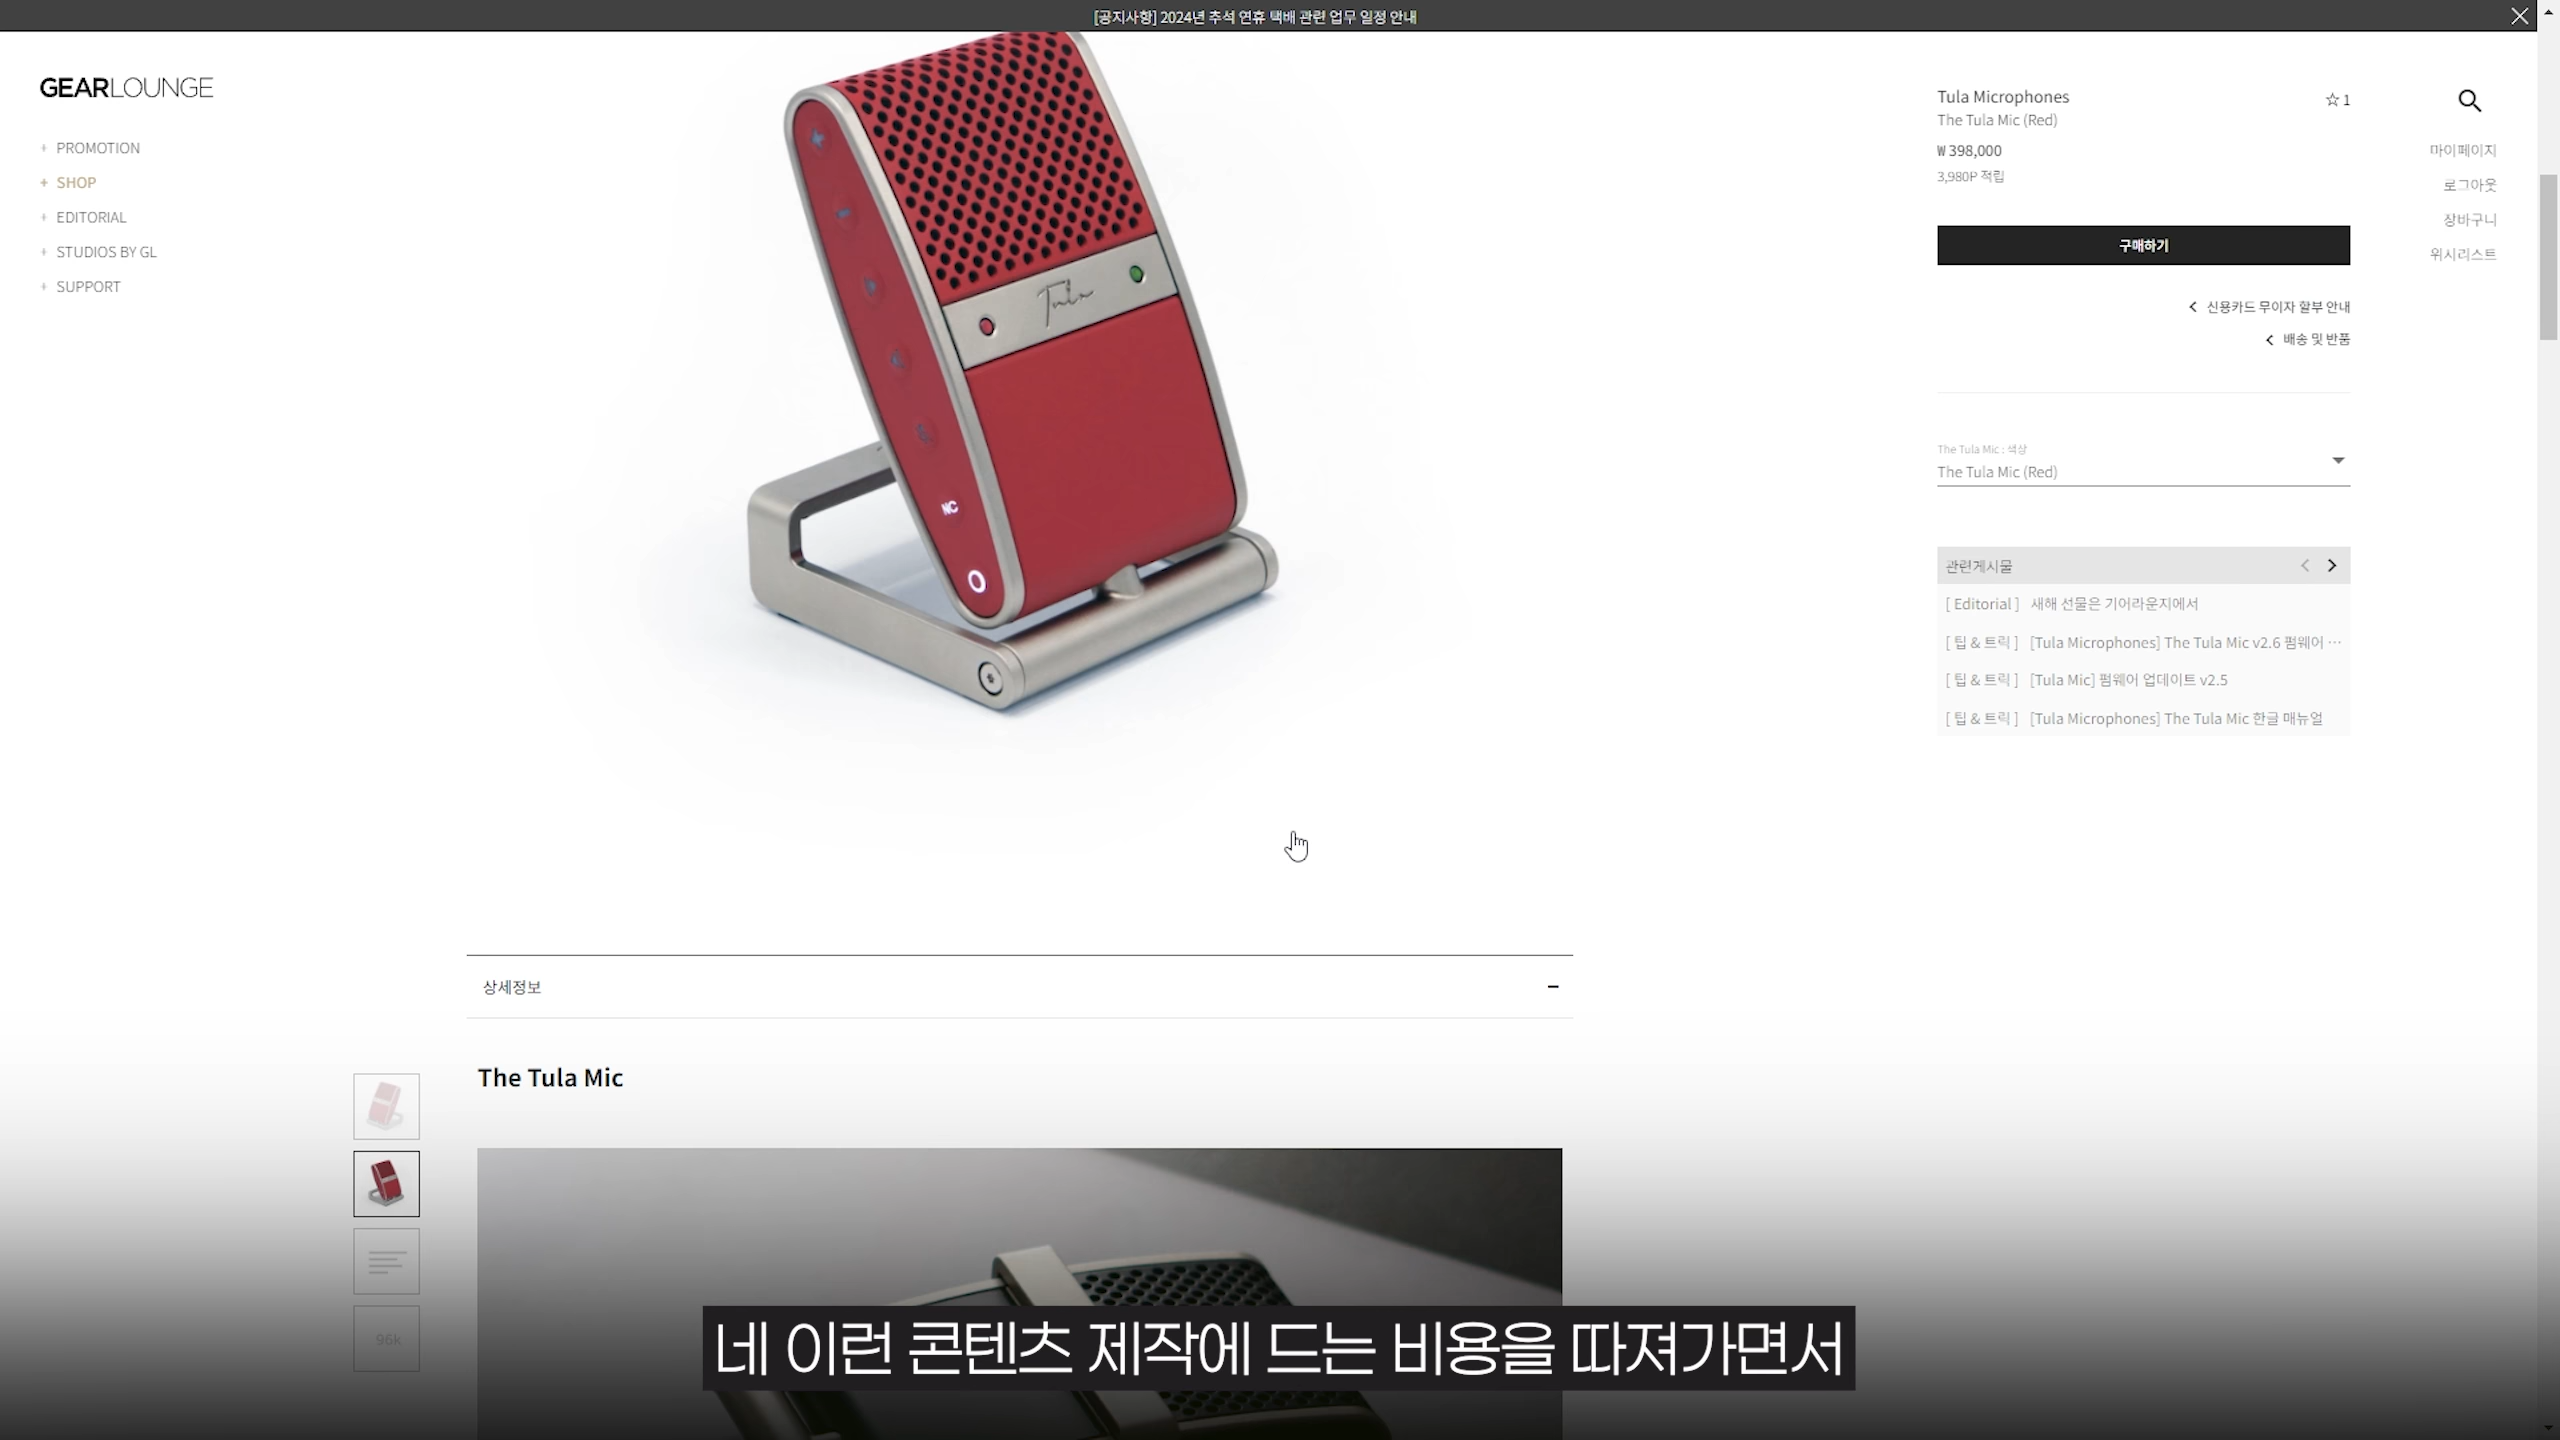 [공지사항] 2024년 추석 연휴 택배 관련 업무 일정 안내
GEARLOUNGE
+ PROMOTION
+ SHOP
+ EDITORIAL
+ STUDIOS BY GL
+ SUPPORT
Tula
NC
Tula Microphones
☆ 1
The Tula Mic (Red)
₩ 398,000
3,980P 적립
구매하기
신용카드 무이자 할부 안내
배송 및 반품
The Tula Mic : 색상
The Tula Mic (Red)
관련게시물
[ Editorial ] 새해 선물은 기어라운지에서
[ 팁 & 트릭 ] [Tula Microphones] The Tula Mic v2.6 펌웨어 ···
[ 팁 & 트릭 ] [Tula Mic] 펌웨어 업데이트 v2.5
[ 팁 & 트릭 ] [Tula Microphones] The Tula Mic 한글 매뉴얼
마이페이지
로그아웃
장바구니
위시리스트
상세정보
The Tula Mic
96k
네 이런 콘텐츠 제작에 드는 비용을 따져가면서